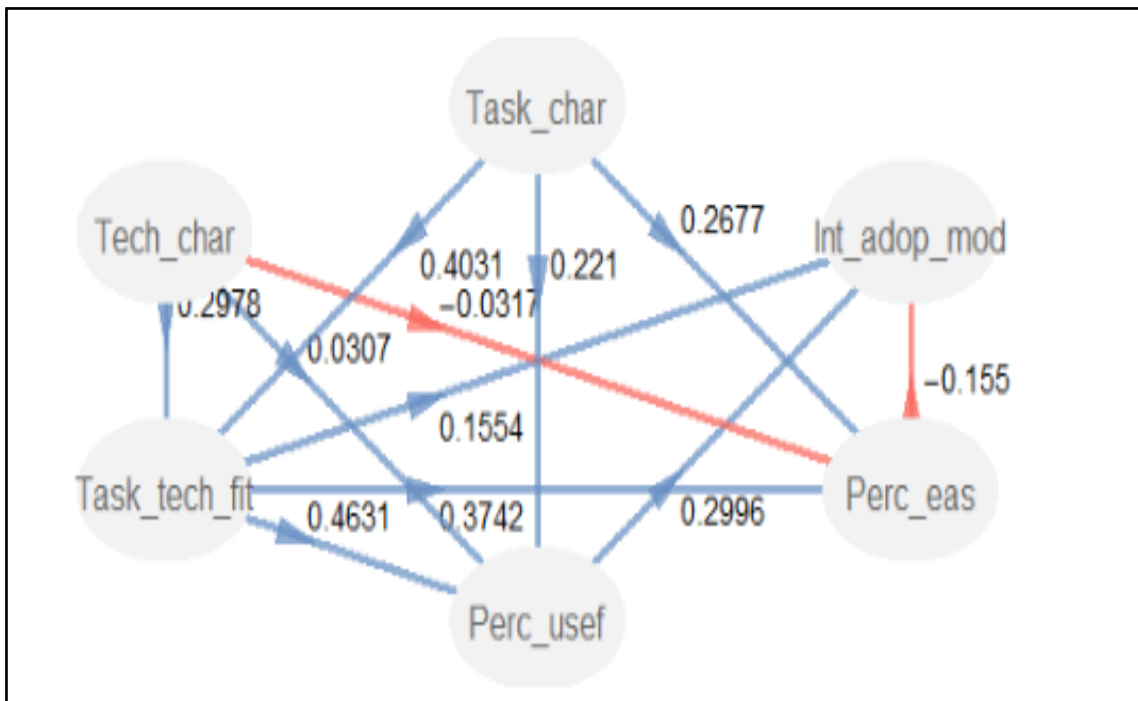 Task_char
Tech_char
Int_adop_mod
0.2677
0.4031
0.221
0.2978
−0.0317
0.0307
−0.155
0.1554
Task_tech_fit
Perc_eas
0.4631
0.3742
0.2996
Perc_usef